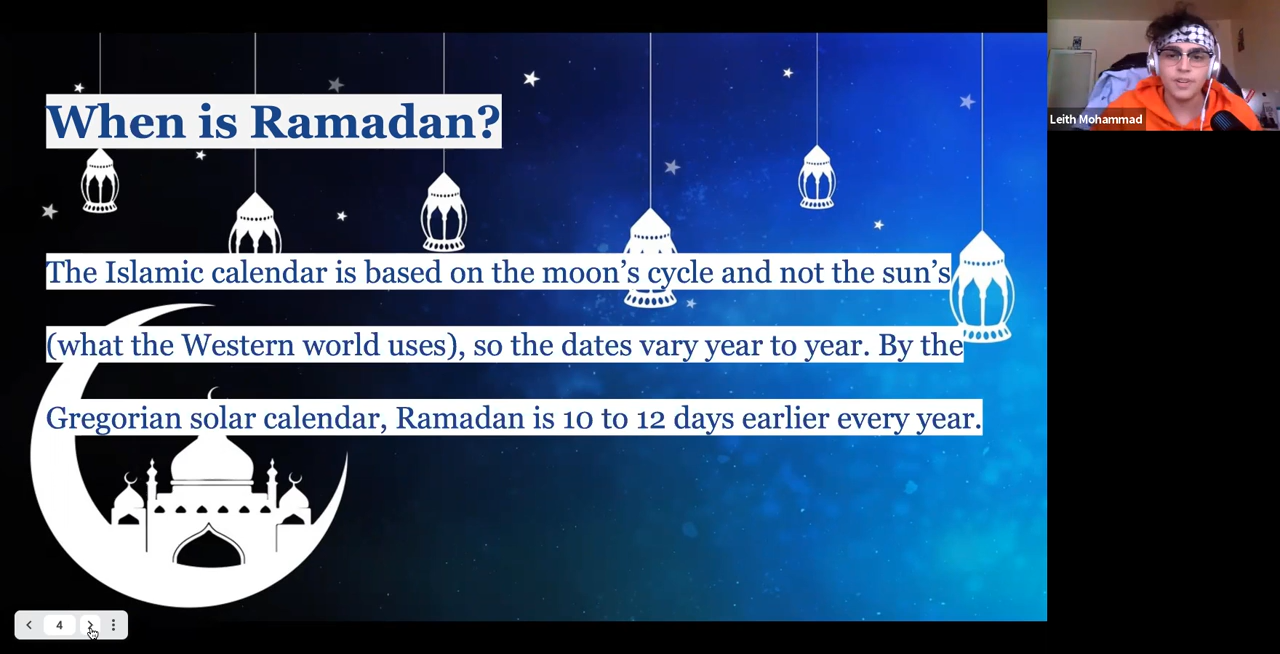 When is Ramadan?
The Islamic calendar is based on the moon’s cycle and not the sun’s
(what the Western world uses), so the dates vary year to year. By the
Gregorian solar calendar, Ramadan is 10 to 12 days earlier every year.
Leith Mohammad
4